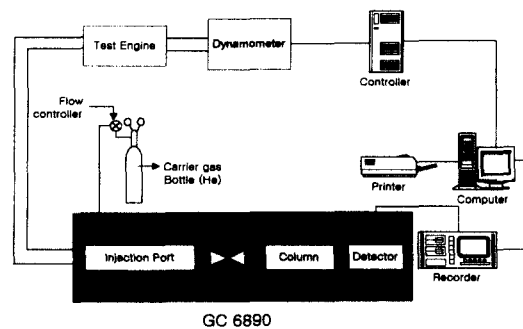 Test Engine
Dynamometer
Controller
Flow
controller
Carrier gas
Bottle (He)
Printer
Computer
Injection Port
Column
Detector
Recorder
GC 6890